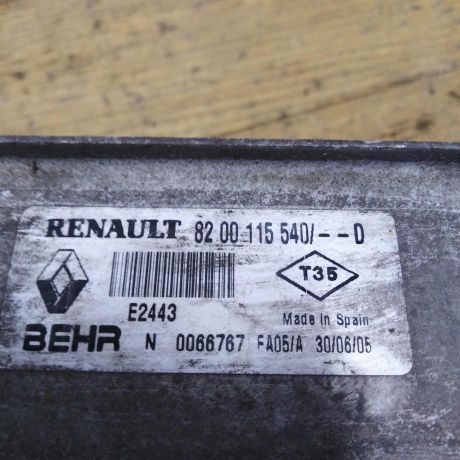 RENAULT 82 00 115 540/--D
T35
E2443
Made In Spain
BEHR N 0066767 FA05/A 30/06/05